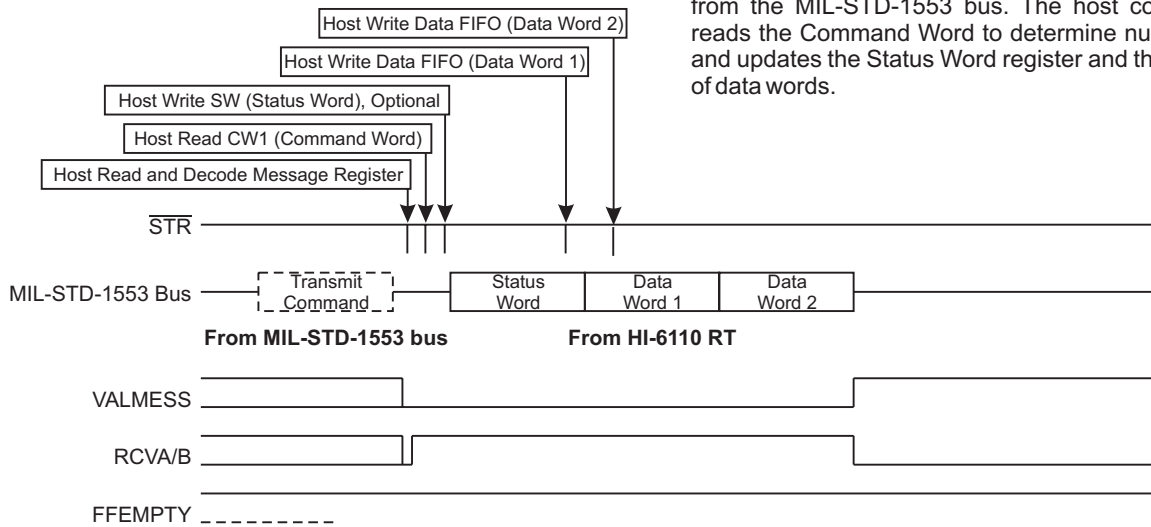 Host Write Data FIFO (Data Word 2)
Host Write Data FIFO (Data Word 1)
Host Write SW (Status Word), Optional
Host Read CW1 (Command Word)
Host Read and Decode Message Register
from the MIL-STD-1553 bus. The host co
reads the Command Word to determine nu
and updates the Status Word register and th
of data words.
STR
MIL-STD-1553 Bus
Transmit
Command
Status
Word
Data
Word 1
Data
Word 2
From MIL-STD-1553 bus
From HI-6110 RT
VALMESS
RCVA/B
FFEMPTY